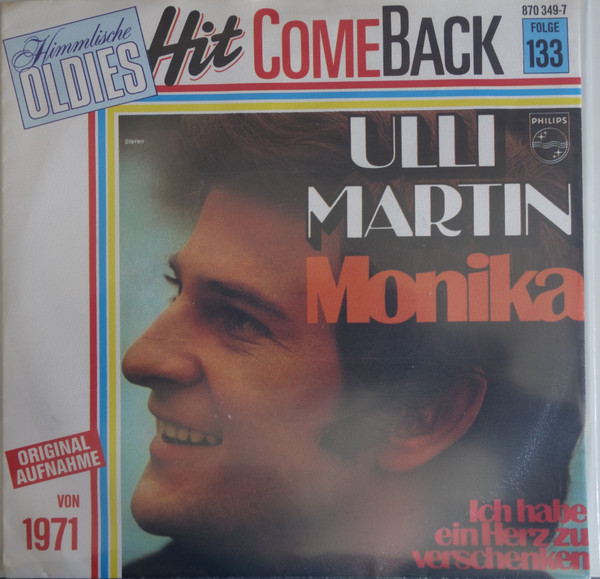 Himmlische
OLDIES
Hit COMEBACK
870 349-7
FOLGE
133
Stereo
PHILIPS
ULLI
MARTIN
Monika
ORIGINAL
AUFNAHME
VON
1971
Ich habe
ein Herz zu
verschenken